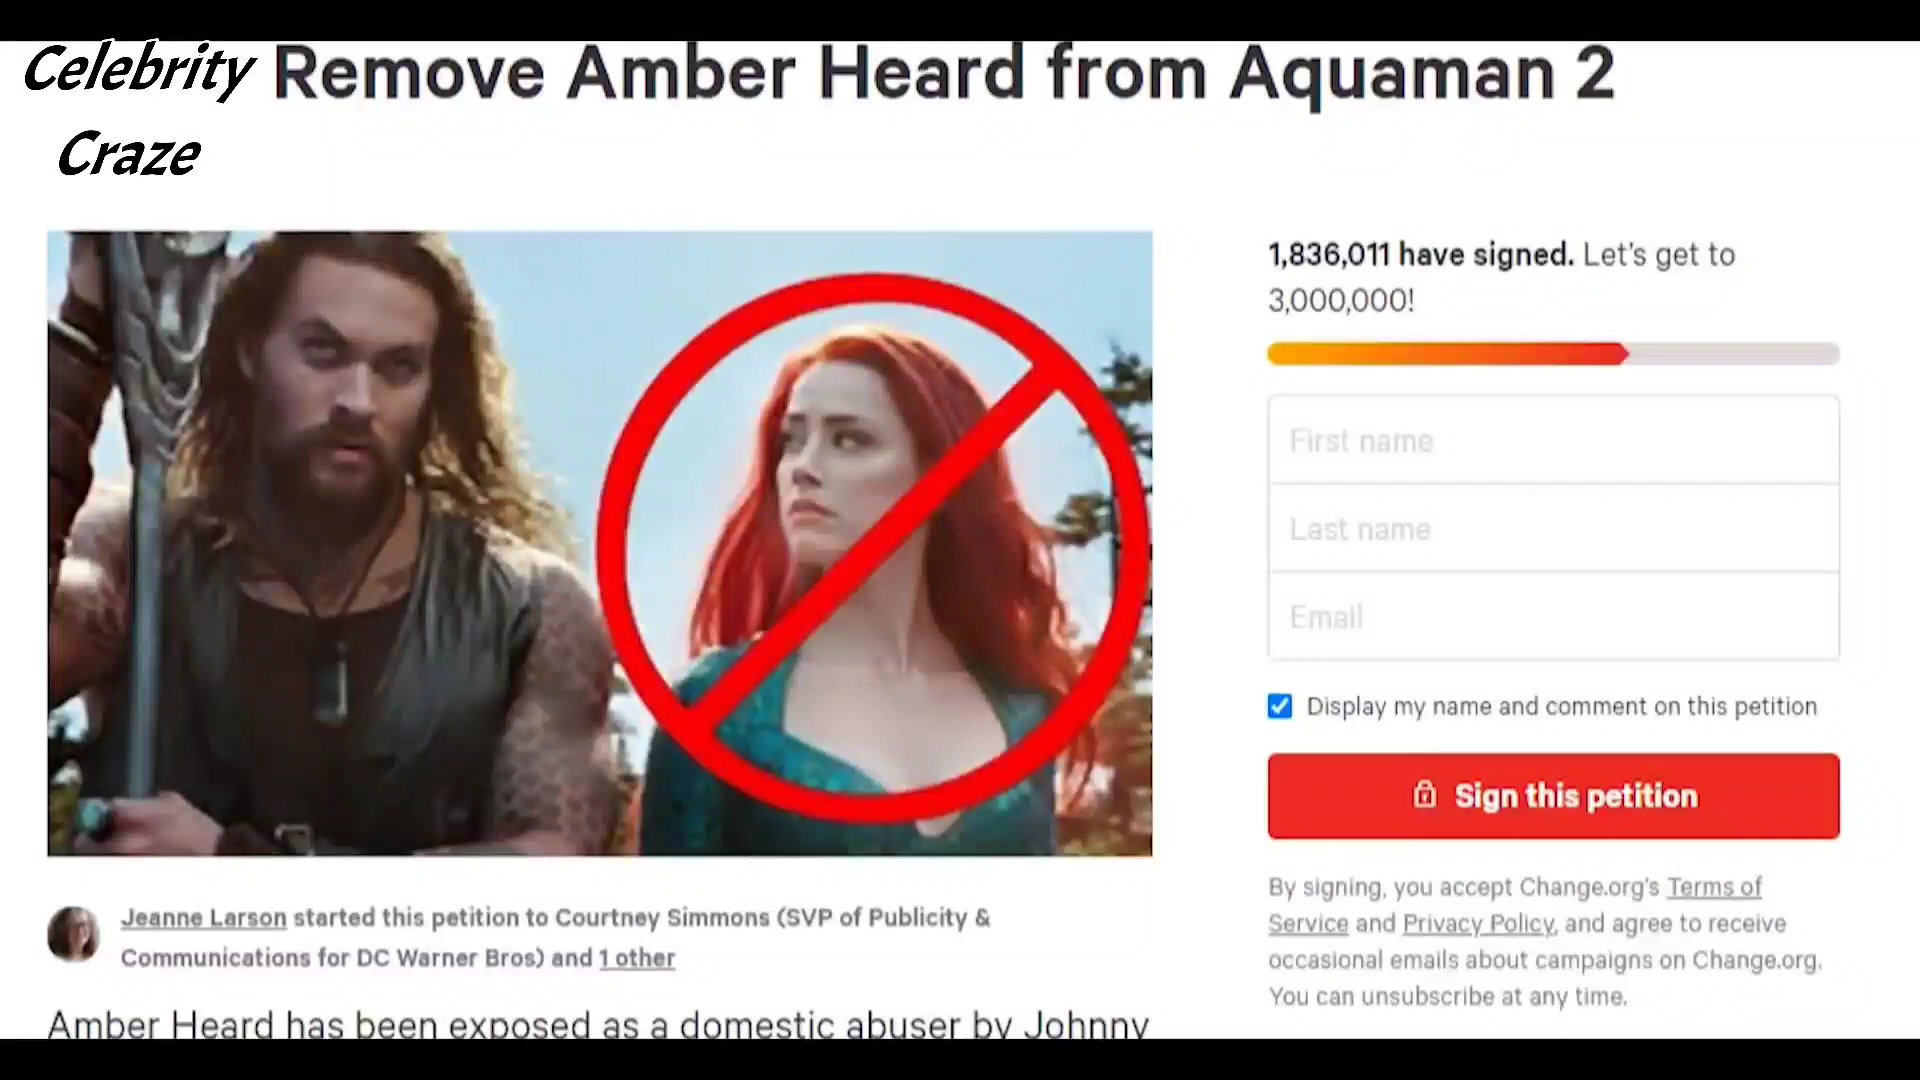 Celebrity
Craze
Remove Amber Heard from Aquaman 2
1,836,011 have signed. Let's get to
3,000,000!
First name
Last name
Email
Display my name and comment on this petition
Sign this petition
By signing, you accept Change.org's Terms of
Service and Privacy Policy, and agree to receive
occasional emails about campaigns on Change.org.
You can unsubscribe at any time.
Jeanne Larson started this petition to Courtney Simmons (SVP of Publicity &
Communications for DC Warner Bros) and 1 other
Amber Heard has been exposed as a domestic abuser by Johnny